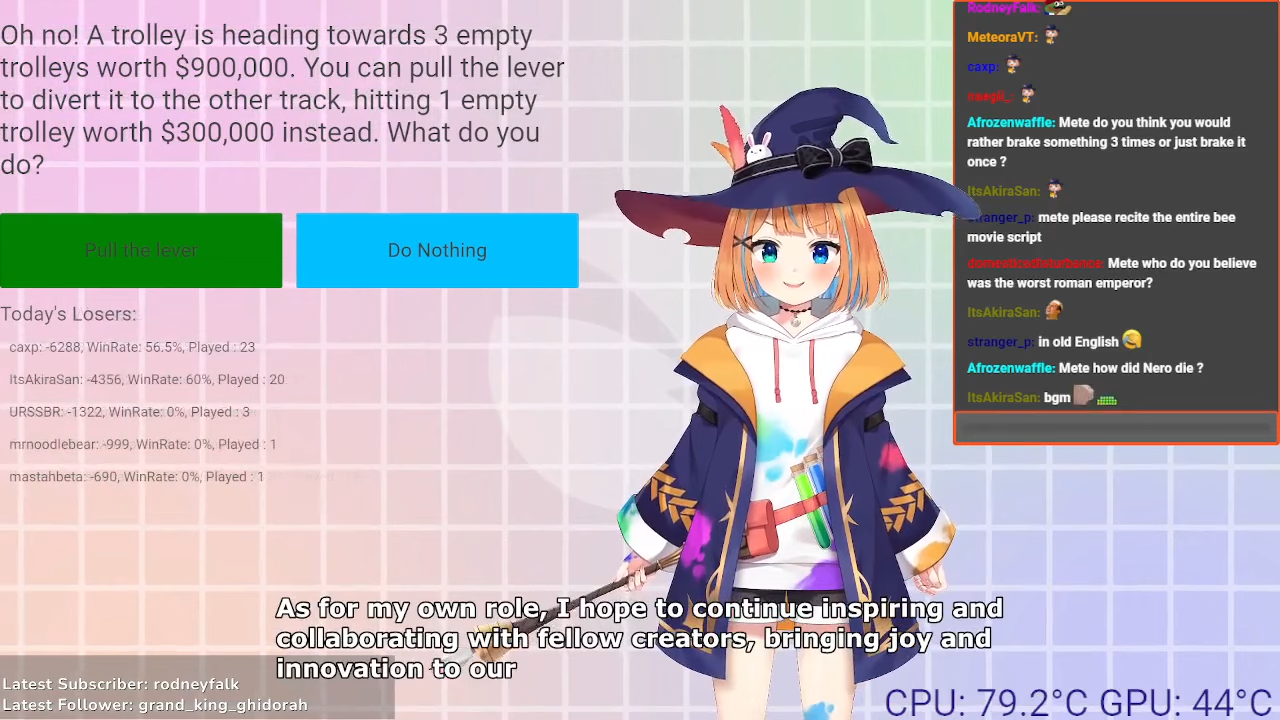 Oh no! A trolley is heading towards 3 empty
trolleys worth $900,000. You can pull the lever
to divert it to the other track, hitting 1 empty
trolley worth $300,000 instead. What do you
do?
Pull the lever
Do Nothing
Today's Losers:
caxp: -6288, WinRate: 56.5%, Played : 23
ItsAkiraSan: -4356, WinRate: 60%, Played : 20
URSSBR: -1322, WinRate: 0%, Played : 3
mrnoodlebear: -999, WinRate: 0%, Played : 1
mastahbeta: -690, WinRate: 0%, Played : 1
RodneyFalk:
MeteoraVT:
caxp:
Afrozenwaffle: Mete do you think you would
rather brake something 3 times or just brake it
once ?
ItsAkiraSan:
stranger_p: mete please recite the entire bee
movie script
Mete who do you believe
was the worst roman emperor?
ItsAkiraSan:
stranger_p: in old English
Afrozenwaffle: Mete how did Nero die ?
ItsAkiraSan: bgm
As for my own role, I hope to continue inspiring and
collaborating with fellow creators, bringing joy and
innovation to our
Latest Subscriber: rodneyfalk
Latest Follower: grand_king_ghidorah
CPU: 79.2°C GPU: 44°C